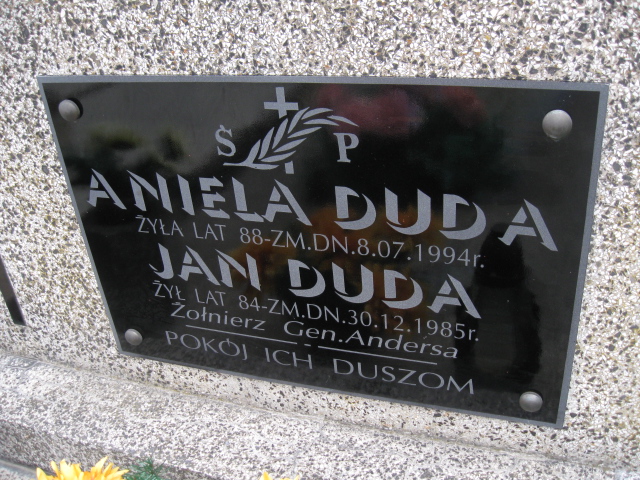 Ś P
ANIELA DUDA
ŻYŁA LAT 88-ZM.DN.8.07.1994r.
JAN DUDA
ŻYŁ LAT 84-ZM.DN.30.12.1985r.
Żołnierz Gen.Andersa
POKÓJ ICH DUSZOM